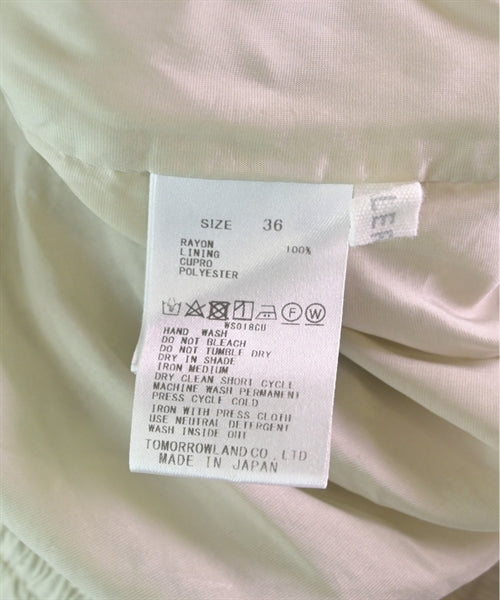 SIZE 36
RAYON 100%
LINING
CUPRO
POLYESTER
WS018CU
HAND WASH
DO NOT BLEACH
DO NOT TUMBLE DRY
DRY IN SHADE
IRON MEDIUM
DRY CLEAN SHORT CYCLE
MACHINE WASH PERMANENT
PRESS CYCLE COLD
IRON WITH PRESS CLOTH
USE NEUTRAL DETERGENT
WASH INSIDE OUT
TOMORROWLAND CO., LTD
MADE IN JAPAN